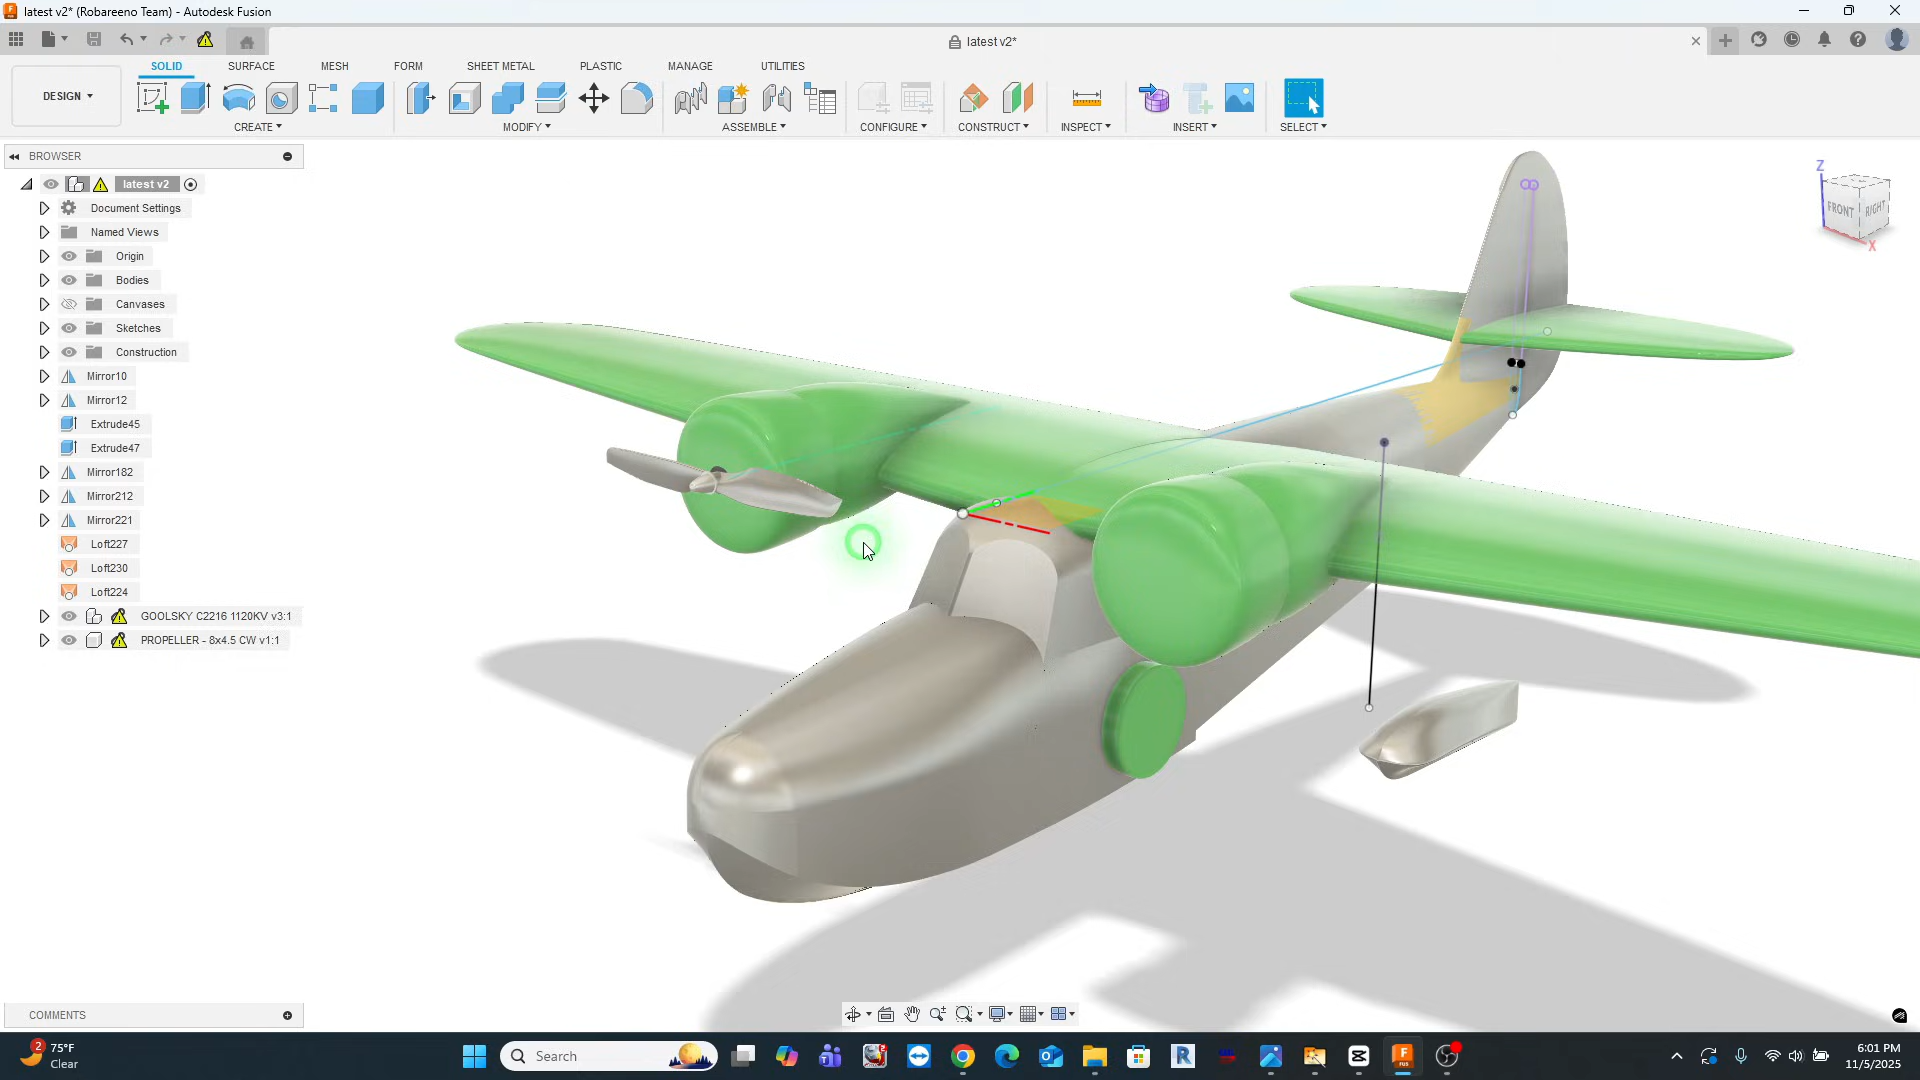 latest v2* (Robareeno Team) - Autodesk Fusion
latest v2*
DESIGN
SOLID
SURFACE
MESH
FORM
SHEET METAL
PLASTIC
MANAGE
UTILITIES
CREATE
MODIFY
ASSEMBLE
CONFIGURE
CONSTRUCT
INSPECT
INSERT
SELECT
BROWSER
latest v2
Document Settings
Named Views
Origin
Bodies
Canvases
Sketches
Construction
Mirror10
Mirror12
Extrude45
Extrude47
Mirror182
Mirror212
Mirror221
Loft227
Loft230
Loft224
GOOLSKY C2216 1120KV v3:1
PROPELLER - 8x4.5 CW v1:1
Z
FRONT
RIGHT
X
COMMENTS
2
75°F
Clear
Search
6:01 PM
11/5/2025